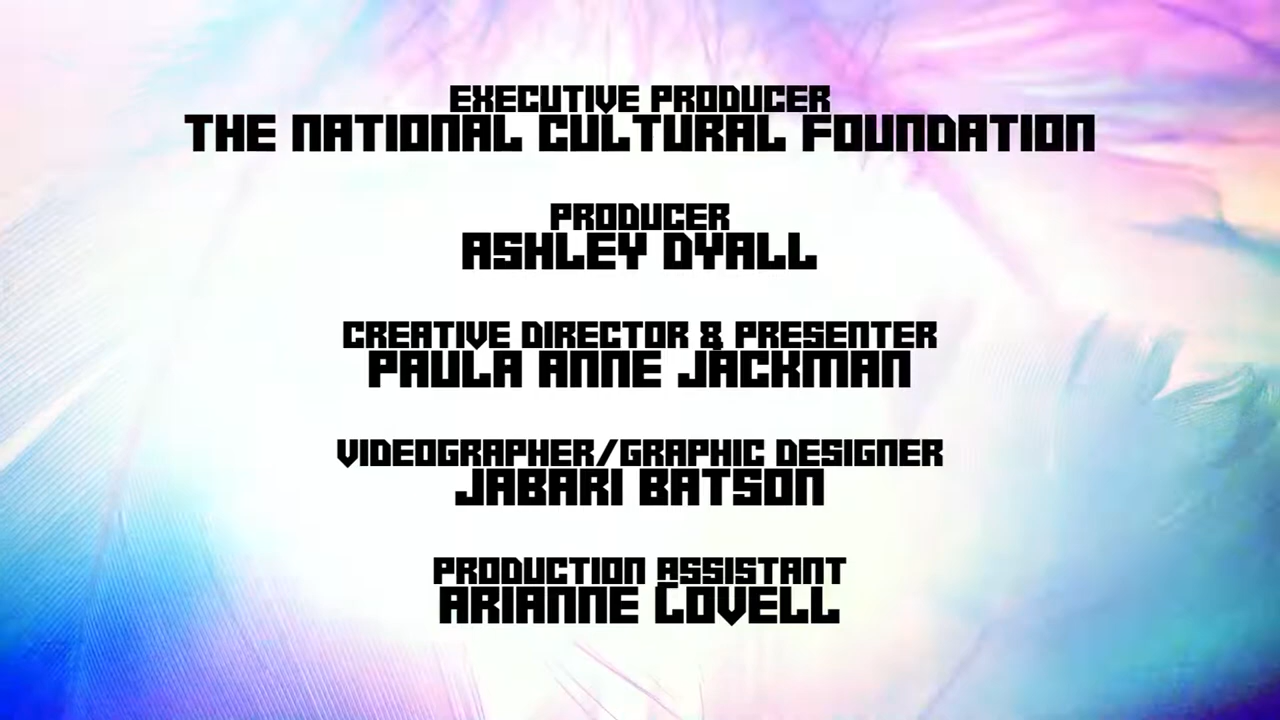 EXECUTIVE PRODUCER
THE NATIONAL CULTURAL FOUNDATION
PRODUCER
ASHLEY DYALL
CREATIVE DIRECTOR & PRESENTER
PAULA ANNE JACKMAN
VIDEOGRAPHER/GRAPHIC DESIGNER
JABARI BATSON
PRODUCTION ASSISTANT
ARIANNE LOVELL